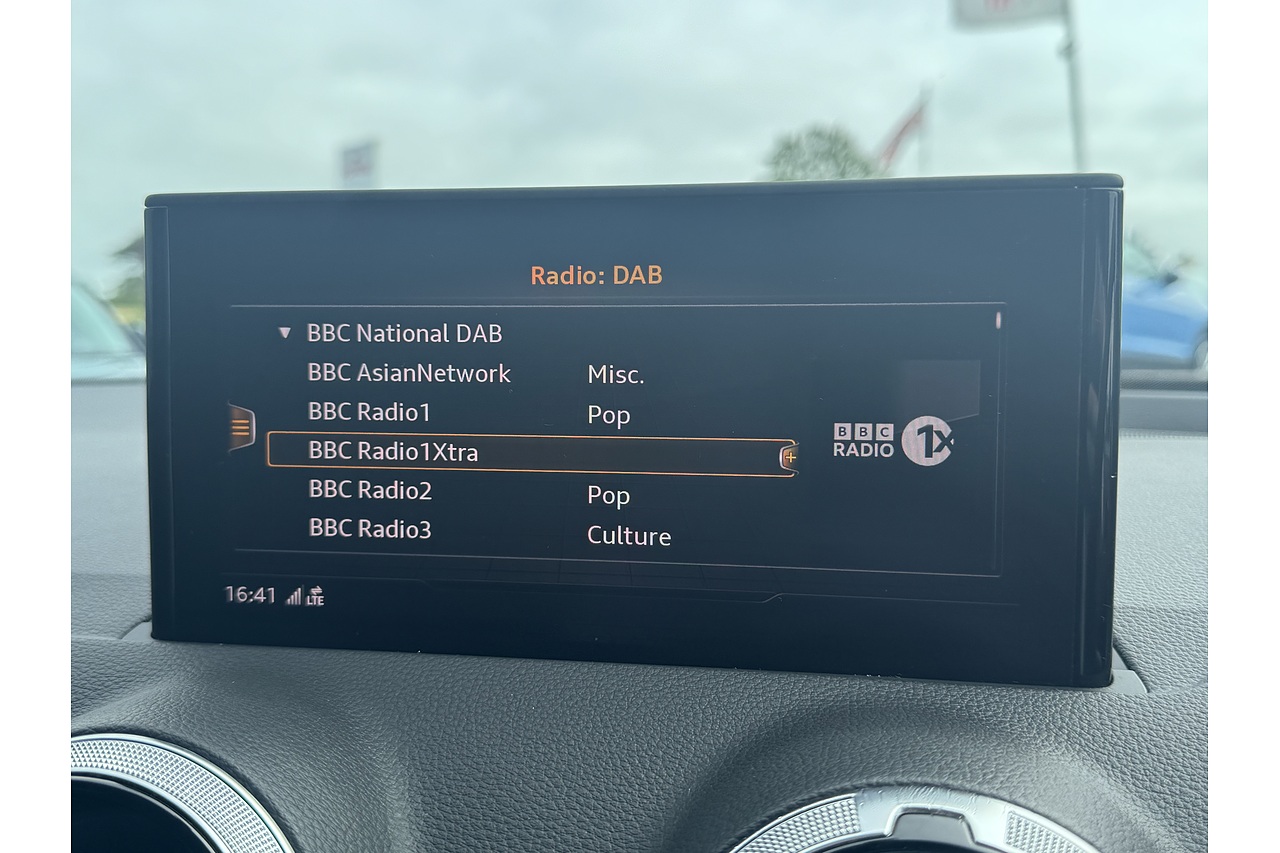 Radio: DAB
BBC National DAB
BBC AsianNetwork Misc.
BBC Radio1 Pop
BBC Radio1Xtra
BBC Radio2 Pop
BBC Radio3 Culture
BBC
RADIO 1X
16:41 LTE